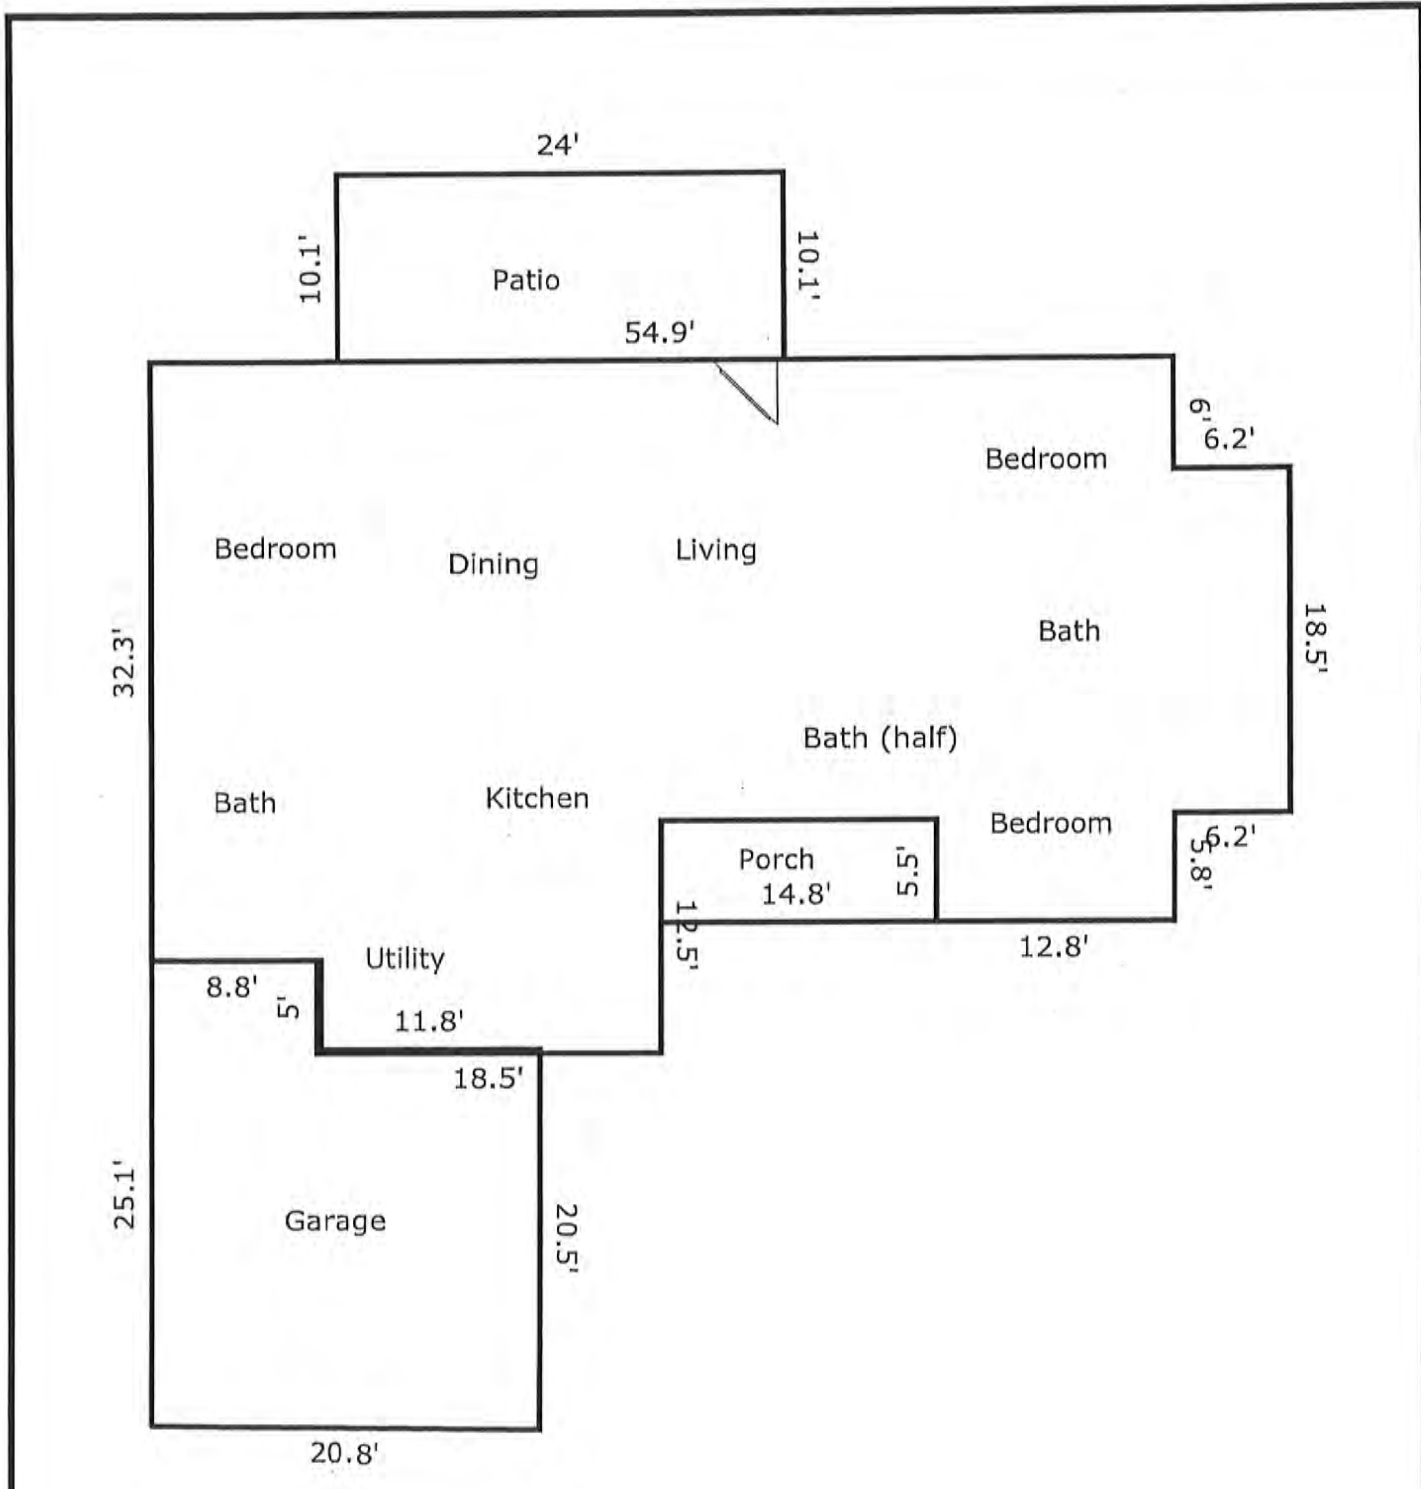 24'
10.1'
10.1'
Patio
54.9'
6'
6.2'
Bedroom
Bedroom
Dining
Living
32.3'
Bath
18.5'
Bath (half)
Bath
Kitchen
Bedroom
6.2'
5.8'
Porch
5.5'
14.8'
12.5'
12.8'
Utility
8.8'
5'
11.8'
18.5'
25.1'
Garage
20.5'
20.8'